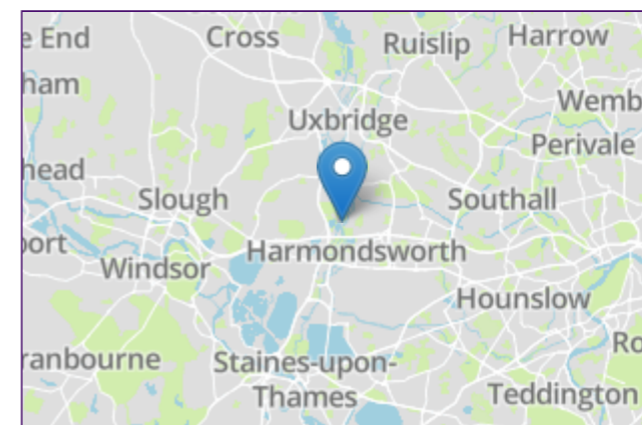 e End
Cross
Ruislip
Harrow
ham
Wemb
Uxbridge
Perivale
head
Slough
Southall
port
Windsor
Harmondsworth
Hounslow
Ro
ranbourne
Staines-upon-
Thames
Teddington